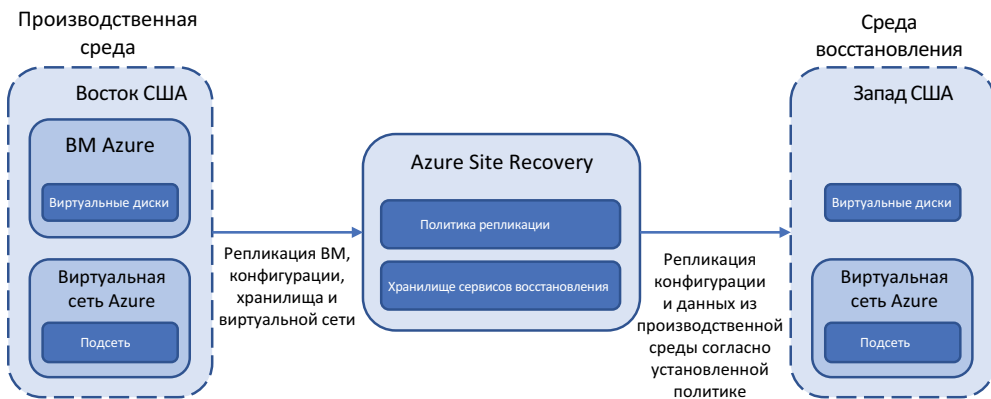 Производственная
среда
Восток США
ВМ Azure
Виртуальные диски
Виртуальная
сеть Azure
Подсеть
Репликация ВМ,
конфигурации,
хранилища и
виртуальной сети
Azure Site Recovery
Политика репликации
Хранилище сервисов восстановления
Репликация
конфигурации
и данных из
производственной
среды согласно
установленной
политике
Среда
восстановления
Запад США
Виртуальные диски
Виртуальная
сеть Azure
Подсеть